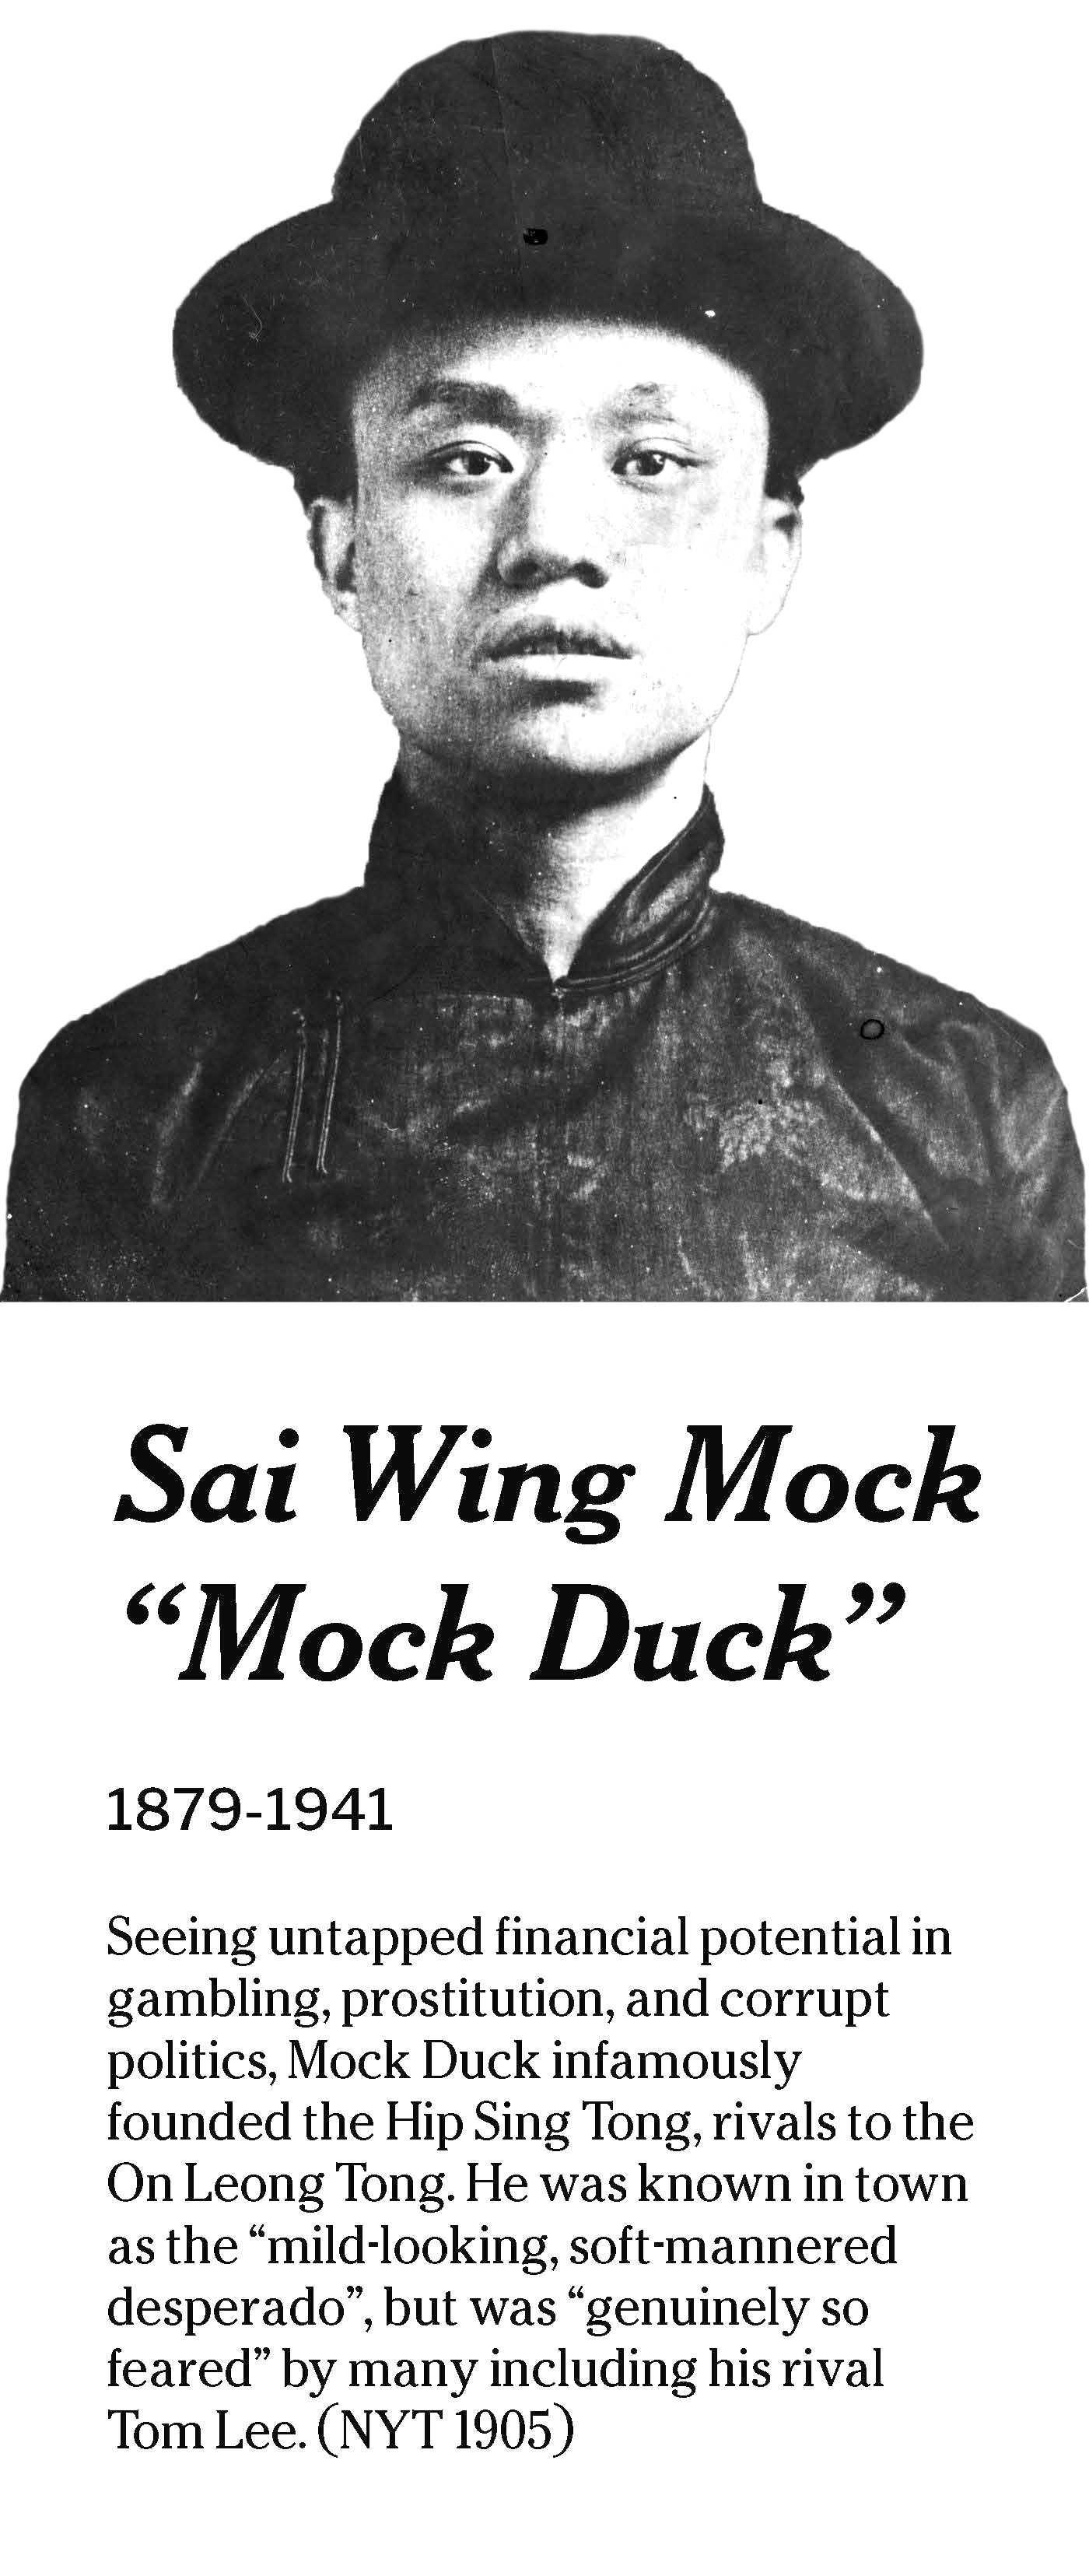 Sai Wing Mock
“Mock Duck”
1879-1941
Seeing untapped financial potential in
gambling, prostitution, and corrupt
politics, Mock Duck infamously
founded the Hip Sing Tong, rivals to the
On Leong Tong. He was known in town
as the “mild-looking, soft-mannered
desperado”, but was “genuinely so
feared” by many including his rival
Tom Lee. (NYT 1905)